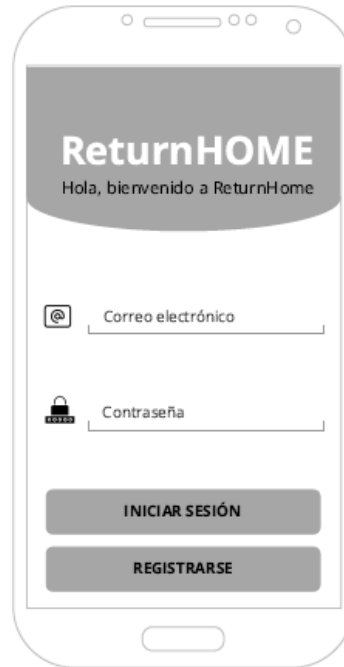 ReturnHOME
Hola, bienvenido a ReturnHome
Correo electrónico
Contraseña
INICIAR SESIÓN
REGISTRARSE